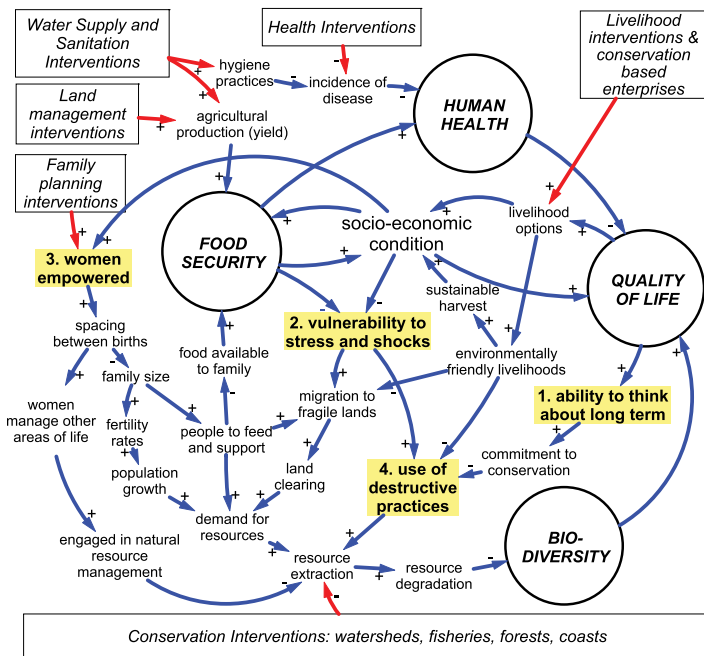 Water Supply and
Sanitation
Interventions
Health Interventions
Livelihood
interventions &
conservation
based
enterprises
hygiene
practices
incidence of
disease
HUMAN
HEALTH
Land
management
interventions
agricultural
production (yield)
Family
planning
interventions
FOOD
SECURITY
socio-economic
condition
livelihood
options
3. women
empowered
QUALITY
OF LIFE
sustainable
harvest
2. vulnerability to
stress and shocks
spacing
between births
food available
to family
environmentally
friendly livelihoods
family size
migration to
fragile lands
1. ability to think
about long term
women
manage other
areas of life
fertility
rates
people to feed
and support
commitment to
conservation
population
growth
land
clearing
4. use of
destructive
practices
demand for
resources
engaged in natural
resource
management
resource
extraction
resource
degradation
BIO-
DIVERSITY
Conservation Interventions: watersheds, fisheries, forests, coasts